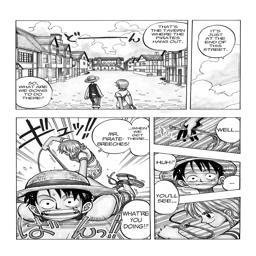 IT'S
JUST
AT THE
END OF
THIS
STREET.
THAT'S
THE TAVERN
WHERE THE
PIRATES
HANG OUT.
SO,
WHAT ARE
WE GOING
TO DO
THERE?
WELL...
HUH?
YOU'LL
SEE...
...WHEN
WE GET
THERE...
MR.
PIRATE-
BREECHES!
WHAT'RE
YOU
DOING!?